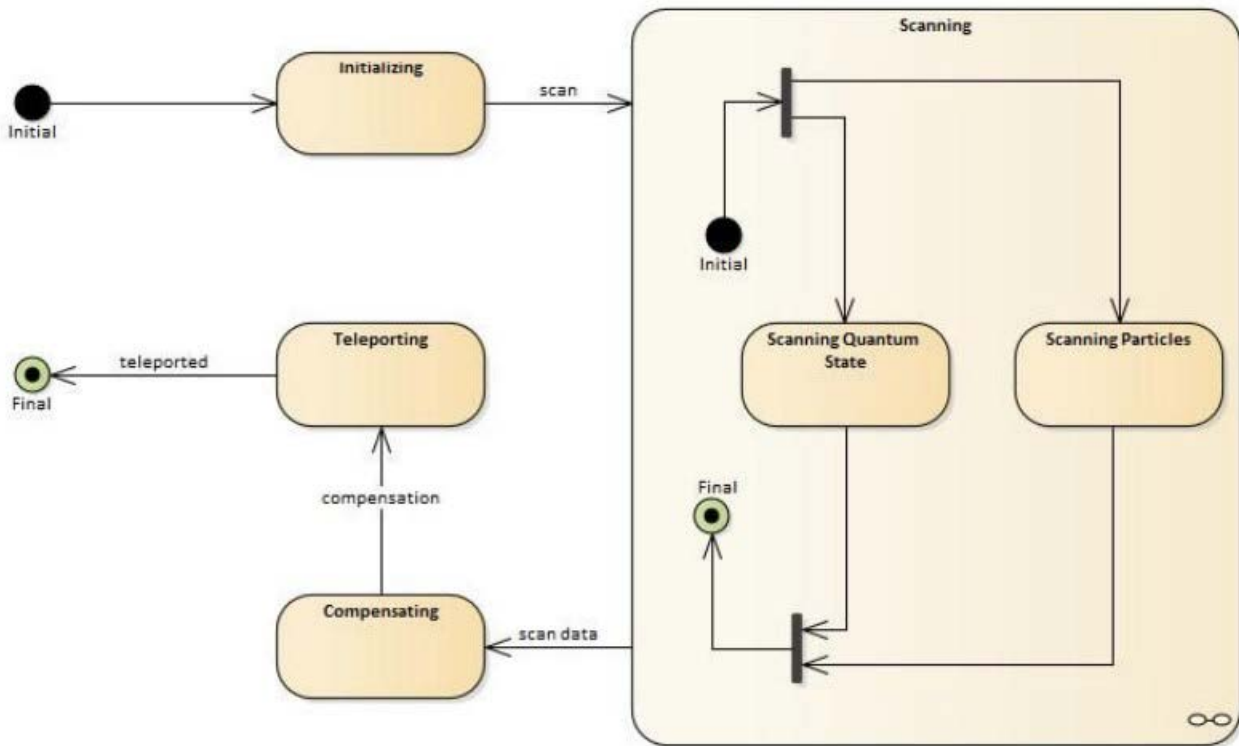 Scanning
Initializing
scan
Initial
Initial
Teleporting
Scanning Quantum
State
Scanning Particles
teleported
Final
compensation
Final
Compensating
scan data